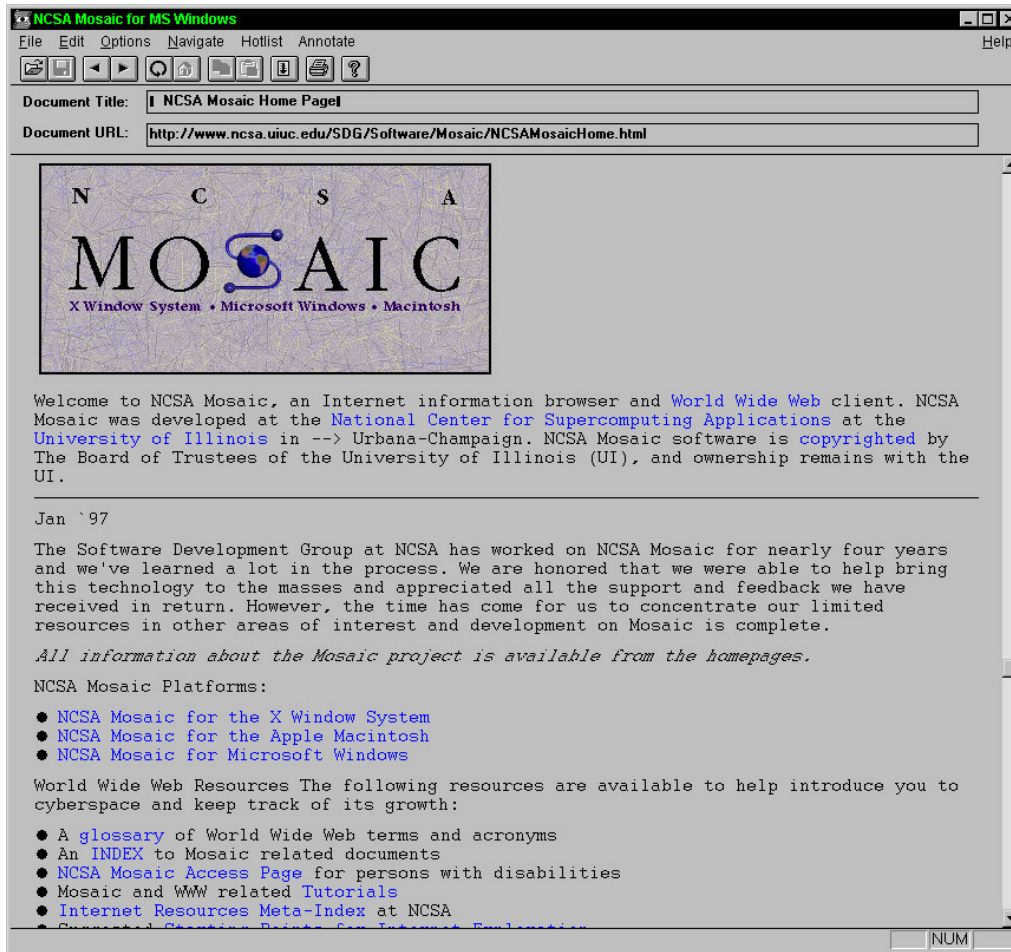 NCSA Mosaic for MS Windows
File Edit Options Navigate Hotlist Annotate Help
Document Title: NCSA Mosaic Home Page
Document URL: http://www.ncsa.uiuc.edu/SDG/Software/Mosaic/NCSAMosaicHome.html
N C S A
MOSAIC
X Window System • Microsoft Windows • Macintosh
Welcome to NCSA Mosaic, an Internet information browser and World Wide Web client. NCSA
Mosaic was developed at the National Center for Supercomputing Applications at the
University of Illinois in --> Urbana-Champaign. NCSA Mosaic software is copyrighted by
The Board of Trustees of the University of Illinois (UI), and ownership remains with the
UI.
Jan `97
The Software Development Group at NCSA has worked on NCSA Mosaic for nearly four years
and we've learned a lot in the process. We are honored that we were able to help bring
this technology to the masses and appreciated all the support and feedback we have
received in return. However, the time has come for us to concentrate our limited
resources in other areas of interest and development on Mosaic is complete.
All information about the Mosaic project is available from the homepages.
NCSA Mosaic Platforms:
● NCSA Mosaic for the X Window System
● NCSA Mosaic for the Apple Macintosh
● NCSA Mosaic for Microsoft Windows
World Wide Web Resources The following resources are available to help introduce you to
cyberspace and keep track of its growth:
● A glossary of World Wide Web terms and acronyms
● An INDEX to Mosaic related documents
● NCSA Mosaic Access Page for persons with disabilities
● Mosaic and WWW related Tutorials
● Internet Resources Meta-Index at NCSA
● Suggested Starting Points for Internet Exploration
NUM